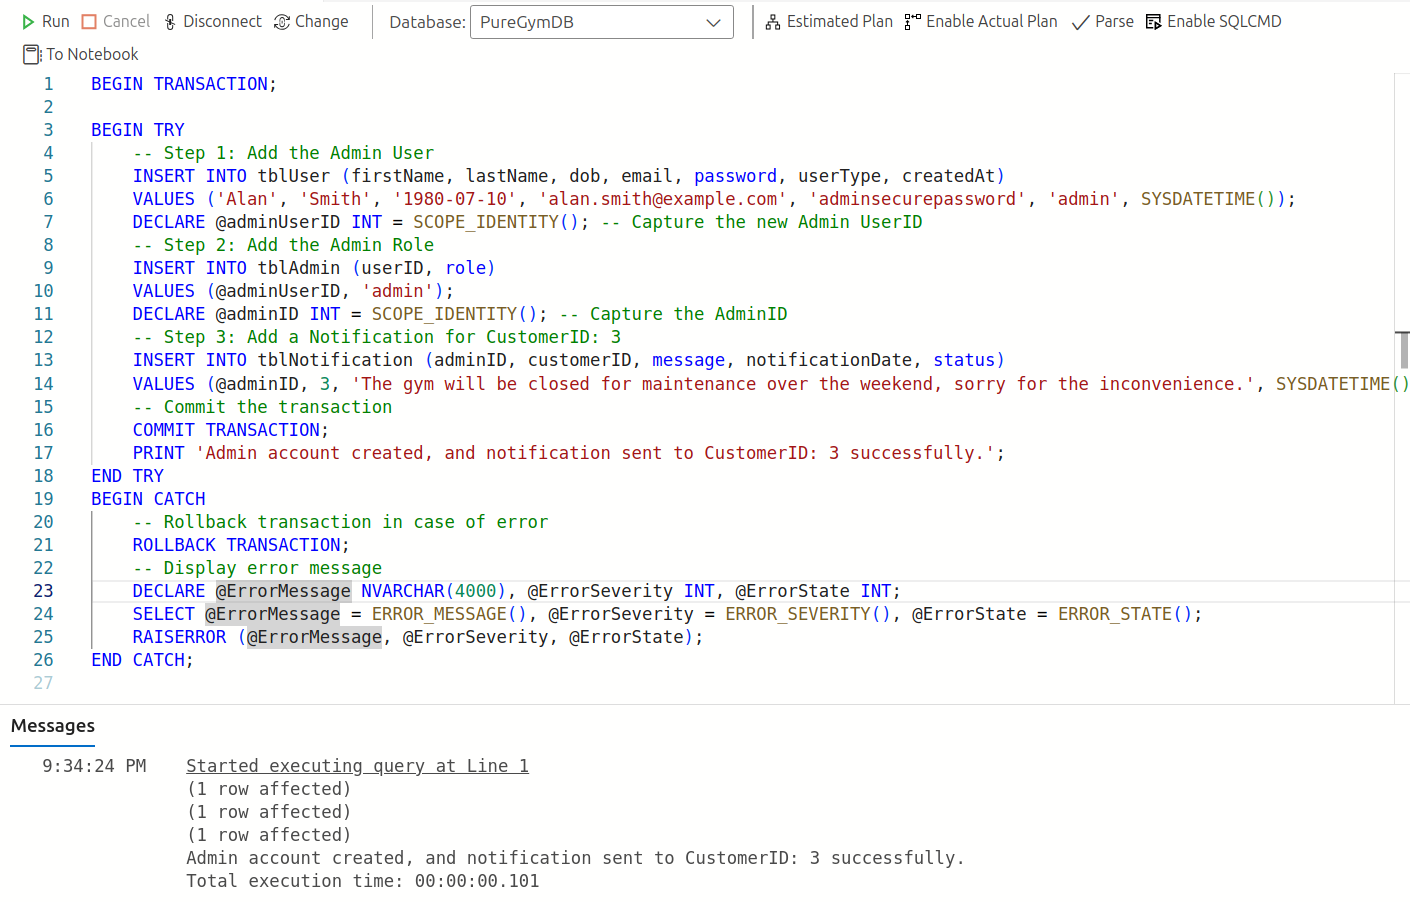 Run Cancel Disconnect Change Database: PureGymDB Estimated Plan Enable Actual Plan Parse Enable SQLCMD
To Notebook
1 BEGIN TRANSACTION;
2
3 BEGIN TRY
4 -- Step 1: Add the Admin User
5 INSERT INTO tblUser (firstName, lastName, dob, email, password, userType, createdAt)
6 VALUES ('Alan', 'Smith', '1980-07-10', 'alan.smith@example.com', 'adminsecurepassword', 'admin', SYSDATETIME());
7 DECLARE @adminUserID INT = SCOPE_IDENTITY(); -- Capture the new Admin UserID
8 -- Step 2: Add the Admin Role
9 INSERT INTO tblAdmin (userID, role)
10 VALUES (@adminUserID, 'admin');
11 DECLARE @adminID INT = SCOPE_IDENTITY(); -- Capture the AdminID
12 -- Step 3: Add a Notification for CustomerID: 3
13 INSERT INTO tblNotification (adminID, customerID, message, notificationDate, status)
14 VALUES (@adminID, 3, 'The gym will be closed for maintenance over the weekend, sorry for the inconvenience.', SYSDATETIME()
15 -- Commit the transaction
16 COMMIT TRANSACTION;
17 PRINT 'Admin account created, and notification sent to CustomerID: 3 successfully.';
18 END TRY
19 BEGIN CATCH
20 -- Rollback transaction in case of error
21 ROLLBACK TRANSACTION;
22 -- Display error message
23 DECLARE @ErrorMessage NVARCHAR(4000), @ErrorSeverity INT, @ErrorState INT;
24 SELECT @ErrorMessage = ERROR_MESSAGE(), @ErrorSeverity = ERROR_SEVERITY(), @ErrorState = ERROR_STATE();
25 RAISERROR (@ErrorMessage, @ErrorSeverity, @ErrorState);
26 END CATCH;
27
Messages
9:34:24 PM Started executing query at Line 1
(1 row affected)
(1 row affected)
(1 row affected)
Admin account created, and notification sent to CustomerID: 3 successfully.
Total execution time: 00:00:00.101